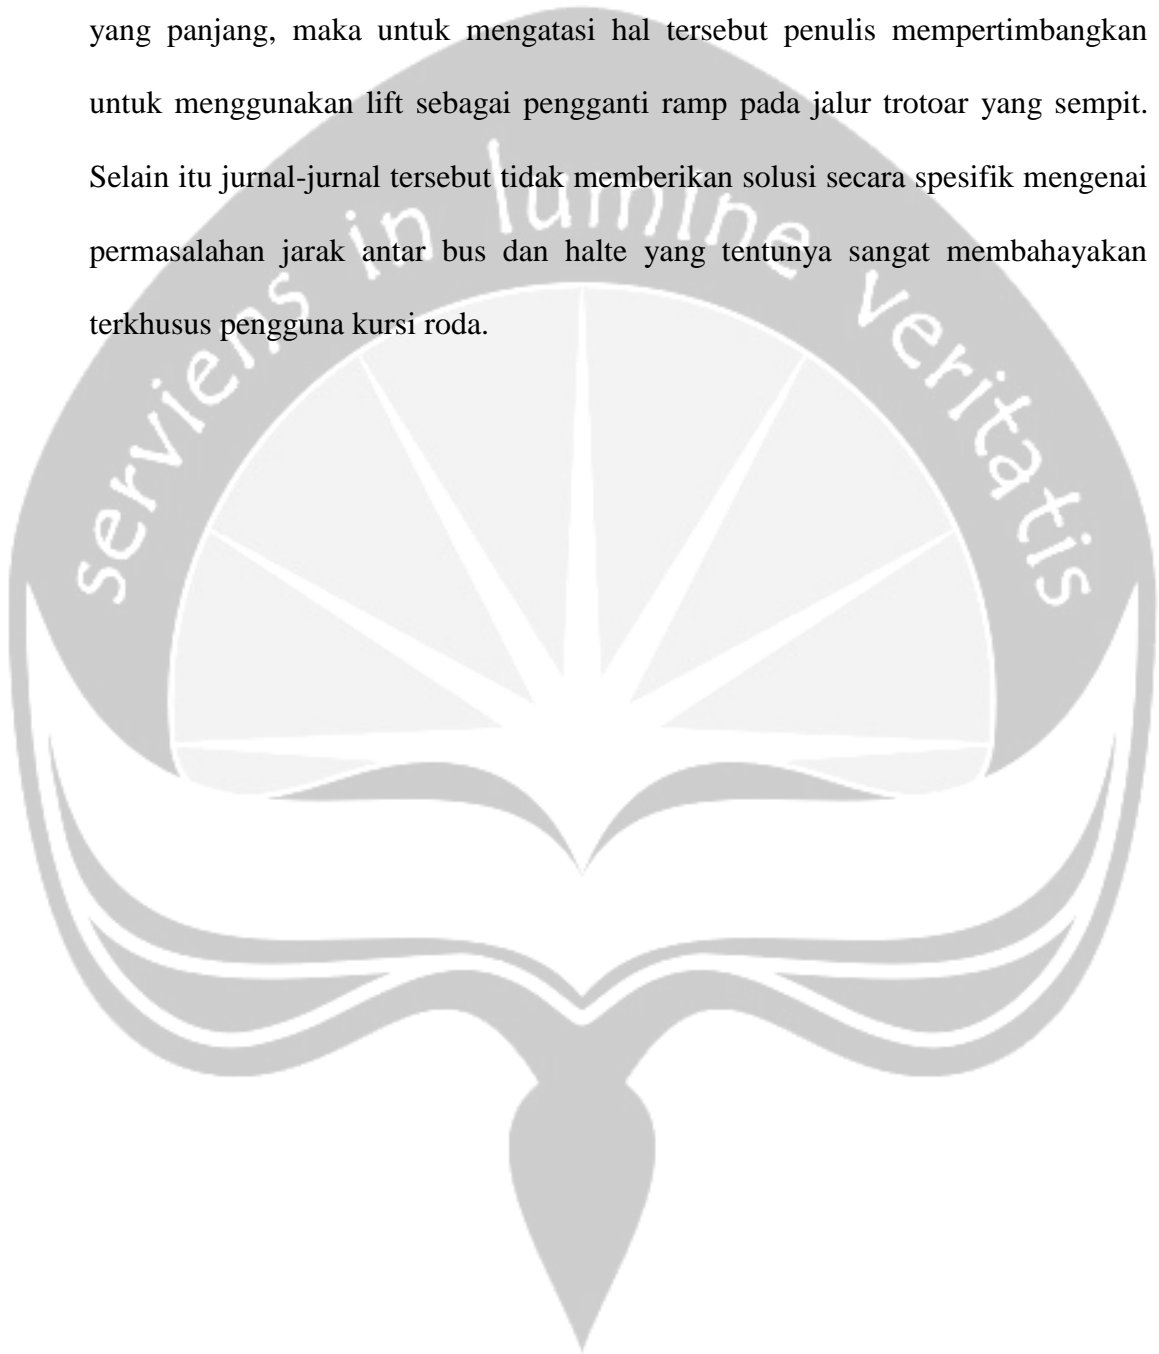 yang panjang, maka untuk mengatasi hal tersebut penulis mempertimbangkan
untuk menggunakan lift sebagai pengganti ramp pada jalur trotoar yang sempit.
Selain itu jurnal-jurnal tersebut tidak memberikan solusi secara spesifik mengenai
permasalahan jarak antar bus dan halte yang tentunya sangat membahayakan
terkhusus pengguna kursi roda.
serviens in lumine veritatis